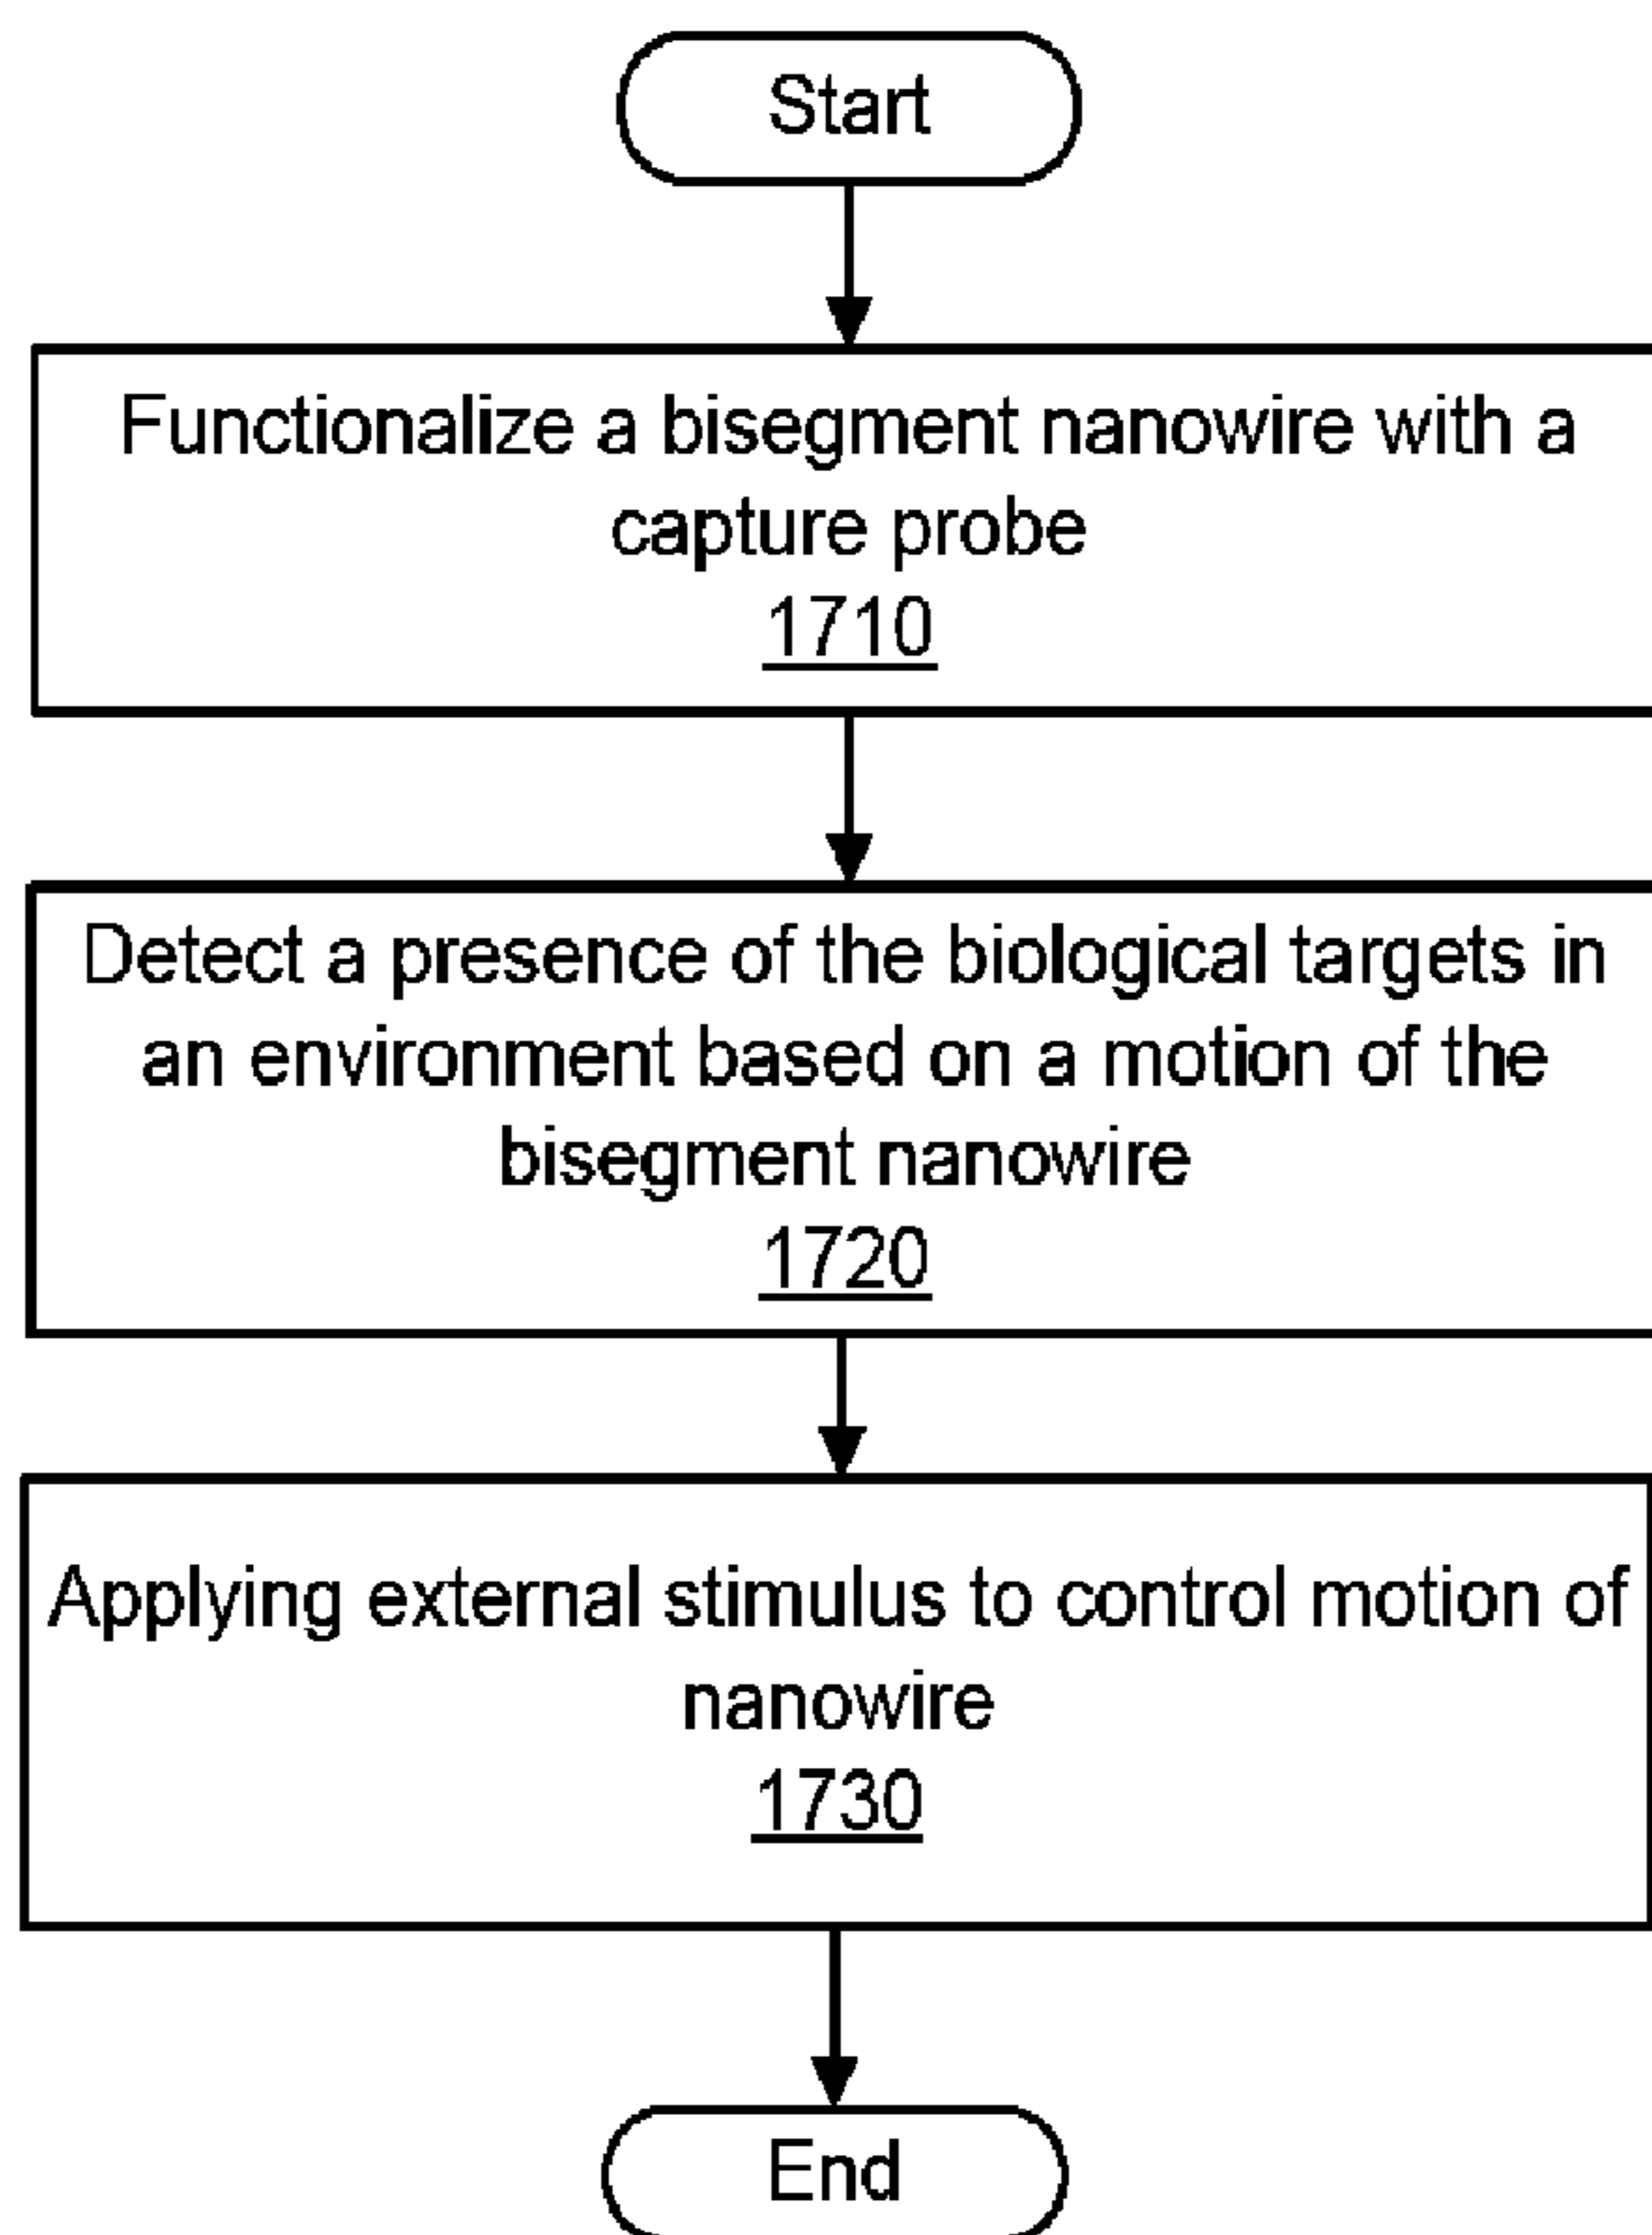 Start
Functionalize a bisegment nanowire with a
capture probe
1710
Detect a presence of the biological targets in
an environment based on a motion of the
bisegment nanowire
1720
Applying external stimulus to control motion of
nanowire
1730
End